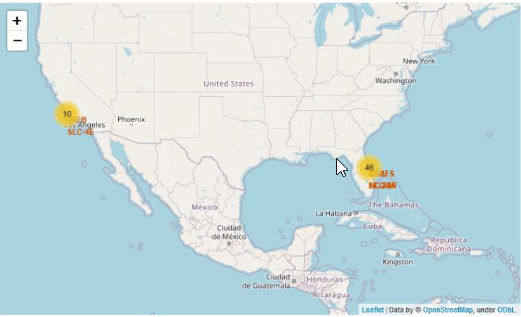 +
−
New York
United States
Washington
10
Los Angeles
Phoenix
SLC-4E
46
La Habana
The Bahamas
México
Cuba
Ciudad
de México
República
Dominicana
Kingston
Ciudad
de Guatemala
Honduras
Nicaragua
Leaflet | Data by © OpenStreetMap, under ODbL.